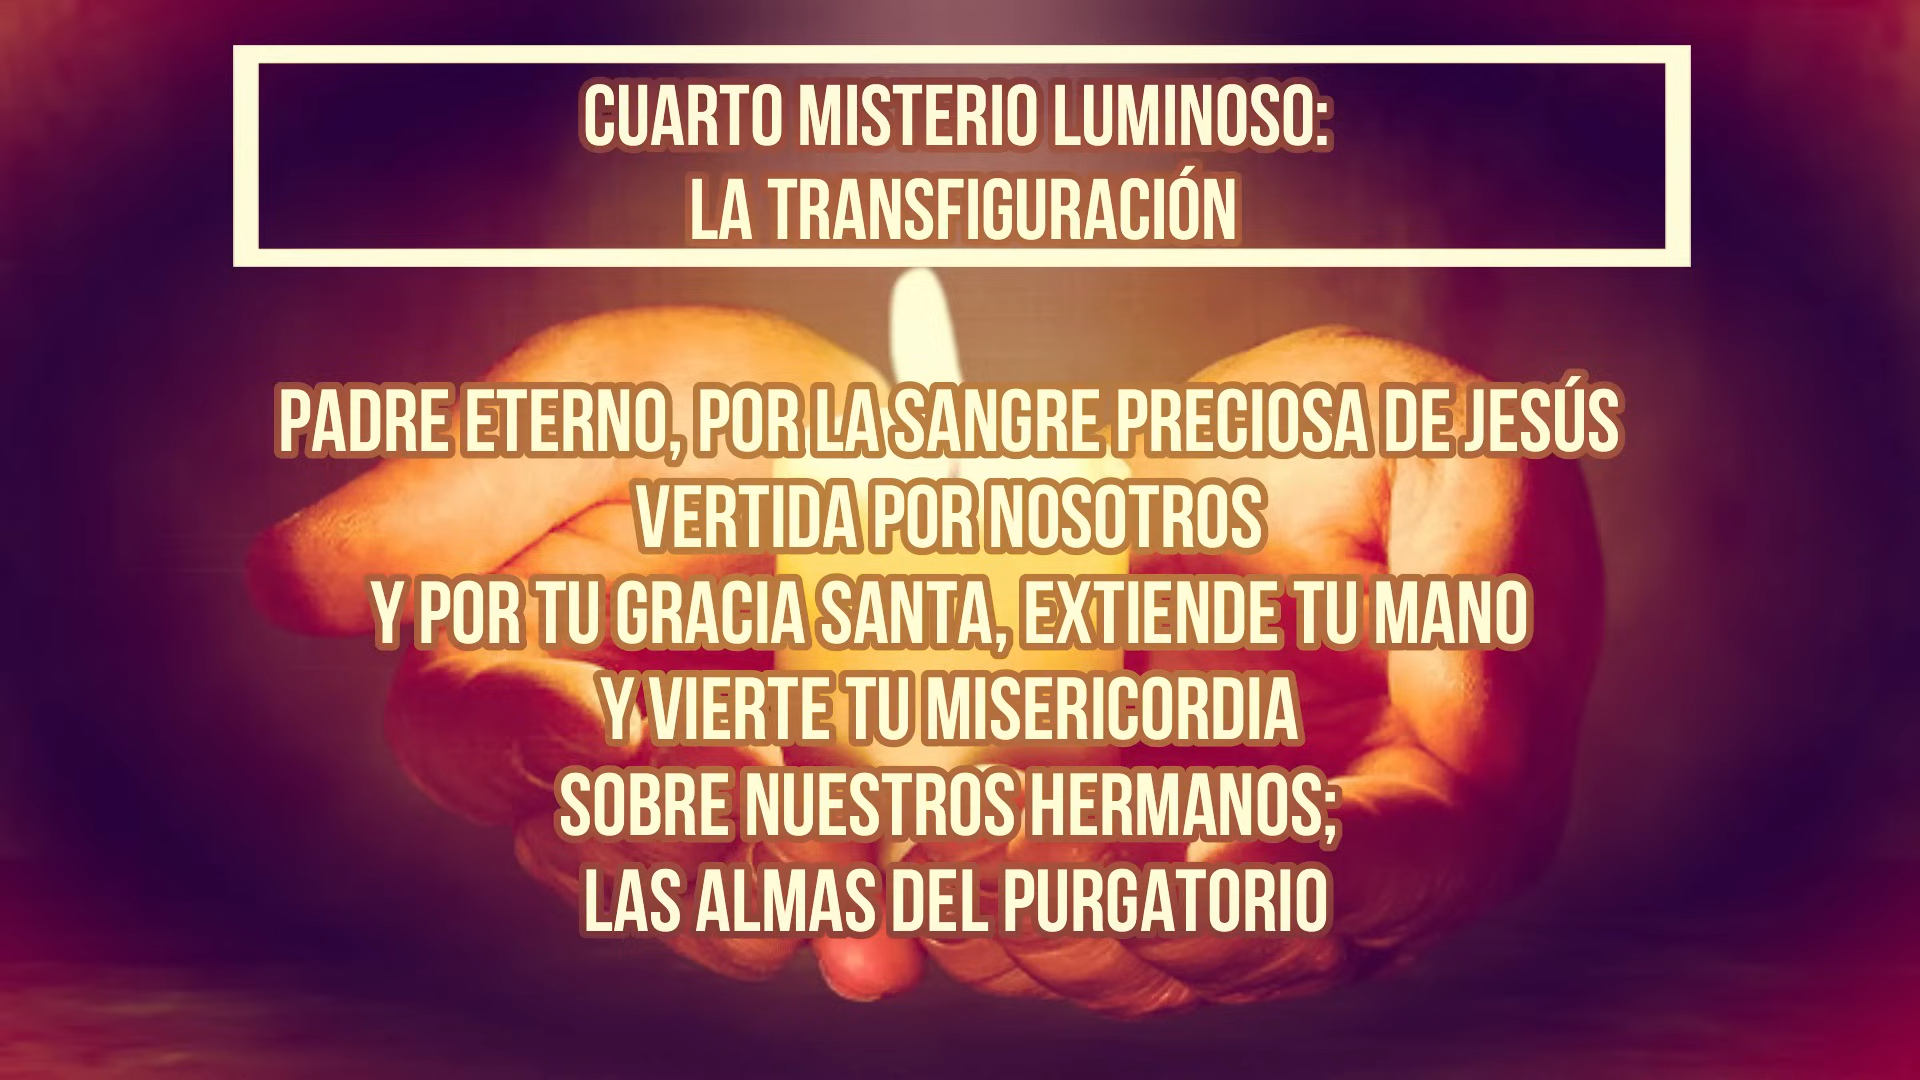 CUARTO MISTERIO LUMINOSO:
LA TRANSFIGURACIÓN
PADRE ETERNO, POR LA SANGRE PRECIOSA DE JESÚS
VERTIDA POR NOSOTROS
Y POR TU GRACIA SANTA, EXTIENDE TU MANO
Y VIERTE TU MISERICORDIA
SOBRE NUESTROS HERMANOS;
LAS ALMAS DEL PURGATORIO